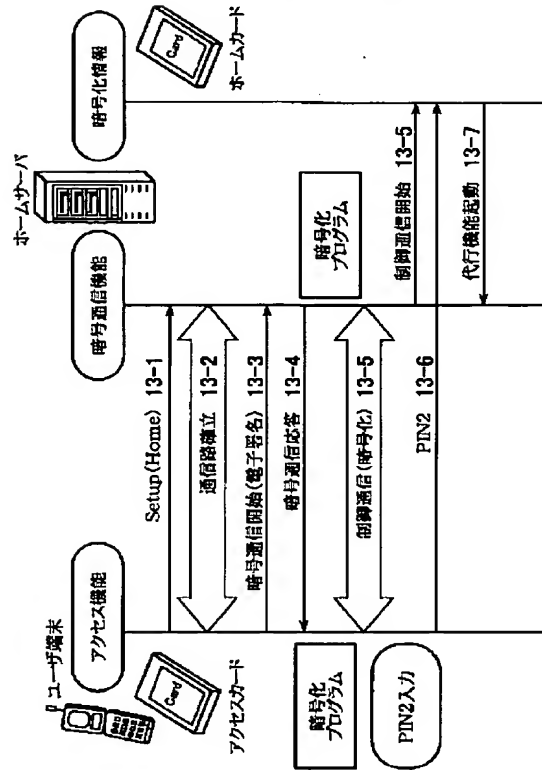 ユーザ端末
Card
アクセスカード
アクセス機能
ホームサーバ
暗号通信機能
暗号化情報
Card
ホームカード
Setup(Home) 13-1
通信路確立 13-2
暗号通信開始(電子署名) 13-3
暗号通信応答 13-4
暗号化
プログラム
暗号化
プログラム
制御通信(暗号化) 13-5
制御通信開始 13-5
PIN2入力
PIN2 13-6
代行機能起動 13-7